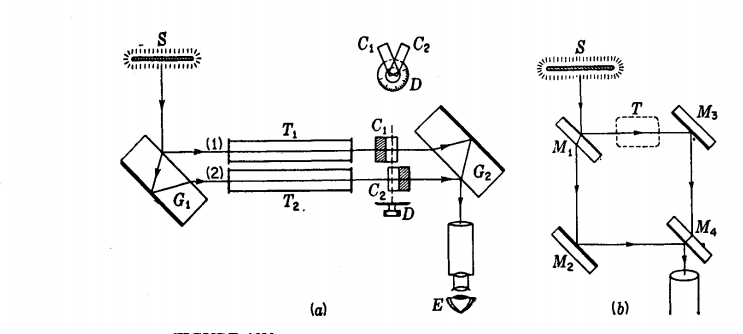 S
C1 C2
D
S
(1) T1 C1
T M3
M1
G1 (2) G2
T2 C2
D
M4
M2
E
(a) (b)